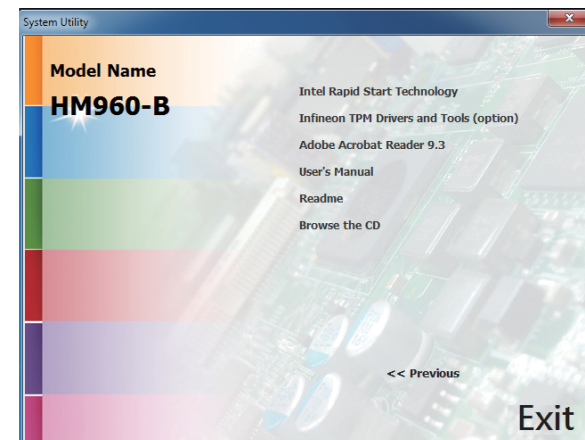 System Utility
x
Model Name
HM960-B
Intel Rapid Start Technology
Infineon TPM Drivers and Tools (option)
Adobe Acrobat Reader 9.3
User's Manual
Readme
Browse the CD
<< Previous
Exit